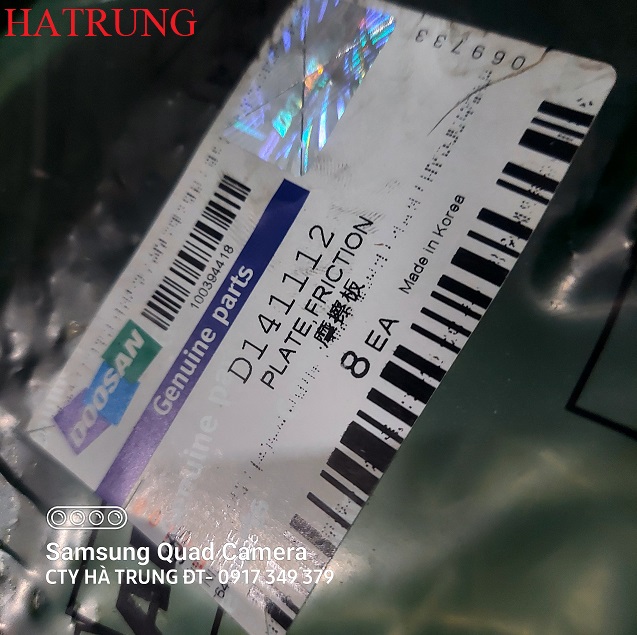 HATRUNG
069733
100394418
DOOSAN
Genuine parts
D141112
PLATE FRICTION
摩擦板
8 EA
Made In Korea
Samsung Quad Camera
CTY HÀ TRUNG ĐT- 0917 349 379